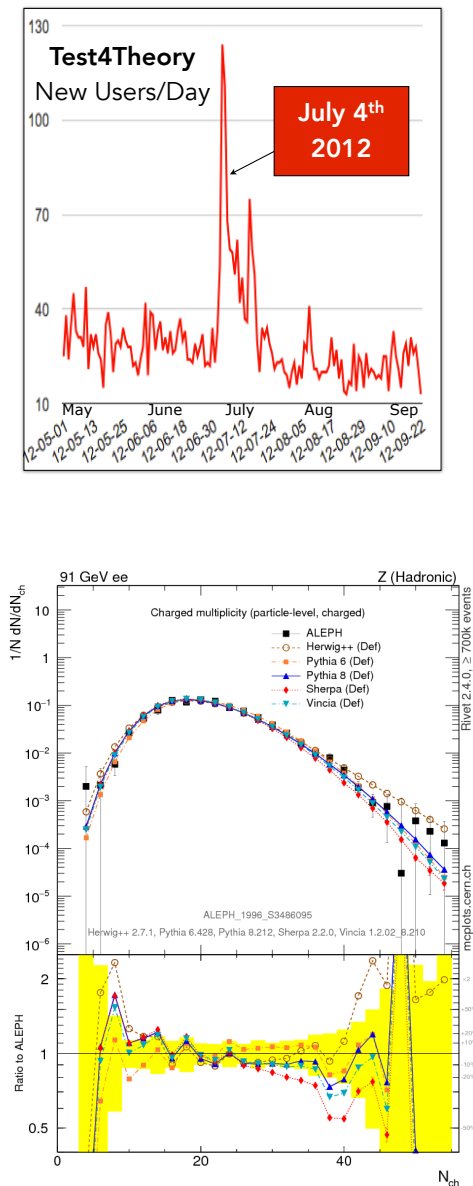 130
Test4Theory
New Users/Day
100
July 4th
2012
70
40
10
May June July Aug Sep
12-05-01 12-05-13 12-05-25 12-06-06 12-06-18 12-06-30 12-07-12 12-07-24 12-08-05 12-08-17 12-08-29 12-09-10 12-09-22
91 GeV ee Z (Hadronic)
1/N dN/dNch
Charged multiplicity (particle-level, charged)
ALEPH
Herwig++ (Def)
Pythia 6 (Def)
Pythia 8 (Def)
Sherpa (Def)
Vincia (Def)
10
1
10⁻¹
10⁻²
10⁻³
10⁻⁴
10⁻⁵
10⁻⁶
Rivet 2.4.0, ≥ 700k events
mcplots.cern.ch
ALEPH_1996_S3486095
Herwig++ 2.7.1, Pythia 6.428, Pythia 8.212, Sherpa 2.2.0, Vincia 1.2.02_8.210
Ratio to ALEPH
2
1
0.5
>2
+50%
+20%
+10%
-10%
-20%
-50%
0 20 40
Nch